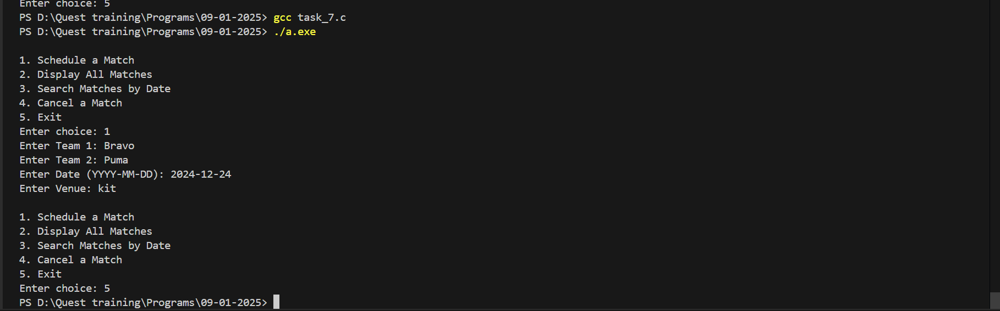 Enter choice: 5
PS D:\Quest training\Programs\09-01-2025> gcc task_7.c
PS D:\Quest training\Programs\09-01-2025> ./a.exe
1. Schedule a Match
2. Display All Matches
3. Search Matches by Date
4. Cancel a Match
5. Exit
Enter choice: 1
Enter Team 1: Bravo
Enter Team 2: Puma
Enter Date (YYYY-MM-DD): 2024-12-24
Enter Venue: kit
1. Schedule a Match
2. Display All Matches
3. Search Matches by Date
4. Cancel a Match
5. Exit
Enter choice: 5
PS D:\Quest training\Programs\09-01-2025>